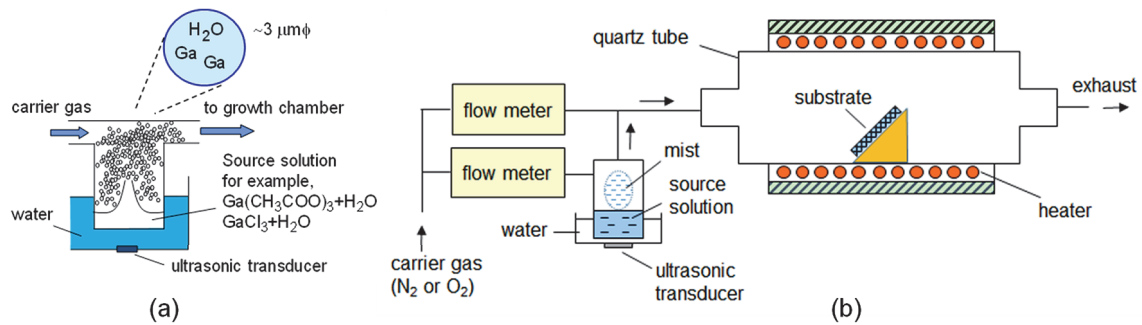 H2O
Ga
Ga
~3 μmϕ
carrier gas
to growth chamber
Source solution
for example,
Ga(CH3COO)3+H2O
GaCl3+H2O
water
ultrasonic transducer
(a)
quartz tube
exhaust
substrate
flow meter
flow meter
mist
source
solution
water
heater
carrier gas
(N2 or O2)
ultrasonic
transducer
(b)